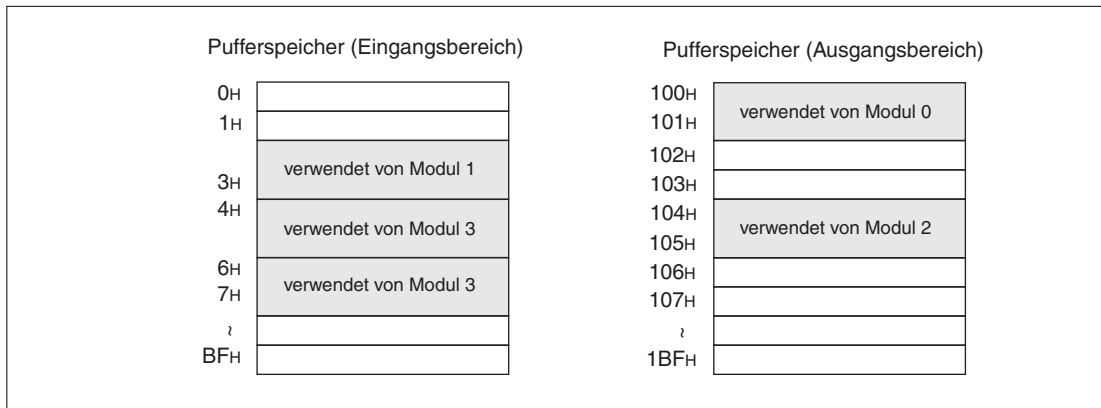 Pufferspeicher (Eingangsbereich)
0H
1H
verwendet von Modul 1
3H
4H
verwendet von Modul 3
6H
verwendet von Modul 3
7H
~
BFH
Pufferspeicher (Ausgangsbereich)
100H
verwendet von Modul 0
101H
102H
103H
104H
verwendet von Modul 2
105H
106H
107H
~
1BFH